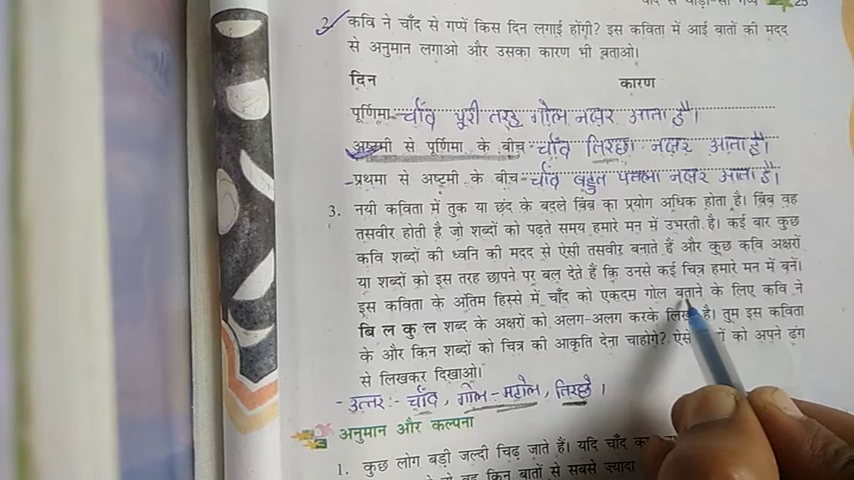 चाँद से थोड़ी-सी गप्पें 25
2. कवि ने चाँद से गप्पें किस दिन लगाई होंगी? इस कविता में आई बातों की मदद
से अनुमान लगाओ और उसका कारण भी बताओ।
दिन कारण
पूर्णिमा चाँद पूरी तरह गोल नज़र आता है।
अष्टमी से पूर्णिमा के बीच चाँद तिरछा नज़र आता है।
-प्रथमा से अष्टमी के बीच चाँद बहुत पतला नज़र आता है।
3. नयी कविता में तुक या छंद के बदले बिंब का प्रयोग अधिक होता है। बिंब वह
तसवीर होती है जो शब्दों को पढ़ते समय हमारे मन में उभरती है। कई बार कुछ
कवि शब्दों की ध्वनि की मदद से ऐसी तसवीर बनाते हैं और कुछ कवि अक्षरों
या शब्दों को इस तरह छापने पर बल देते हैं कि उनसे कई चित्र हमारे मन में बनें।
इस कविता के अंतिम हिस्से में चाँद को एकदम गोल बताने के लिए कवि ने
बि ल कु ल शब्द के अक्षरों को अलग-अलग करके लिखा है। तुम इस कविता
के और किन शब्दों को चित्र की आकृति देना चाहोगे? ऐसे को अपने ढंग
से लिखकर दिखाओ।
- उत्तर :- चाँद, गोल-मटोल, तिरछे।
अनुमान और कल्पना
1. कुछ लोग बड़ी जल्दी चिढ़ जाते हैं। यदि चाँद का
तो वह किन बातों से सबसे ज़्यादा